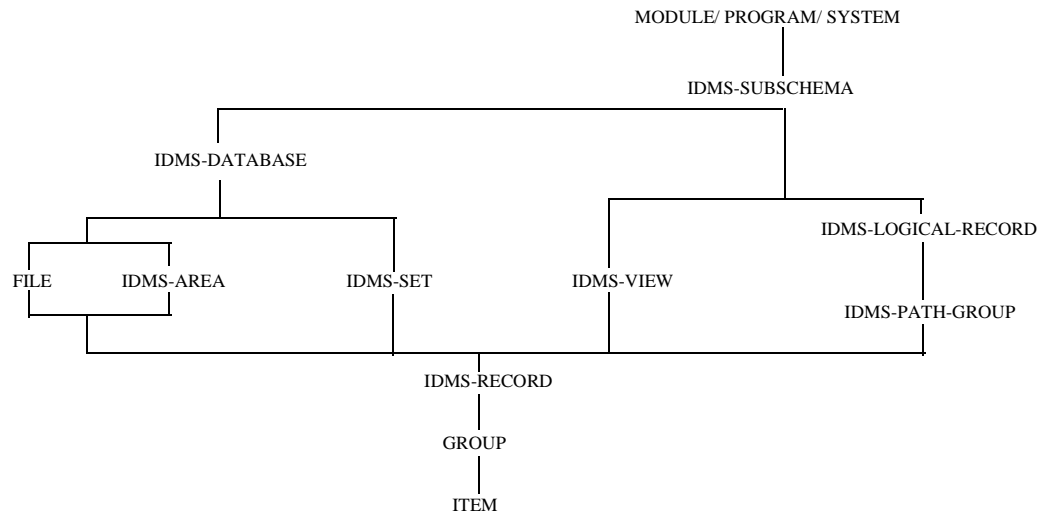 MODULE/ PROGRAM/ SYSTEM
IDMS-SUBSCHEMA
IDMS-DATABASE
IDMS-LOGICAL-RECORD
FILE
IDMS-AREA
IDMS-SET
IDMS-VIEW
IDMS-PATH-GROUP
IDMS-RECORD
GROUP
ITEM